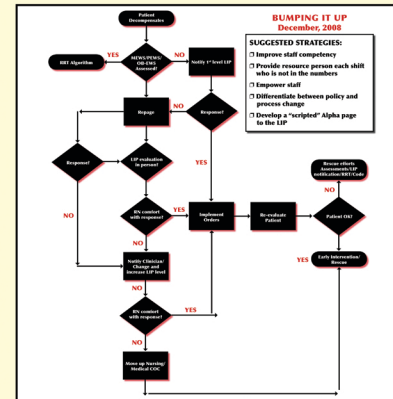 BUMPING IT UP
December, 2008
SUGGESTED STRATEGIES:
❒ Improve staff competency
❒ Provide resource person each shift
who is not in the numbers
❒ Empower staff
❒ Differentiate between policy and
process change
❒ Develop a “scripted” Alpha page
to the LIP
Patient
Decompensates
MEWS/PEWS/
OB-EWS
Assessed?
YES
RRT Algorithm
NO
Notify 1st level LIP
Response?
NO
Repage
YES
Response?
LIP evaluation
in person?
NO
RN comfort
with response?
YES
Implement
Orders
Re-evaluate
Patient
Patient Ok?
NO
Rescue efforts
Assessments/LIP
notification/RRT/Code
YES
Early Intervention/
Rescue
NO
Notify Clinician/
Change and
increase LIP level
NO
RN comfort
with response?
YES
NO
Move up Nursing/
Medical COC